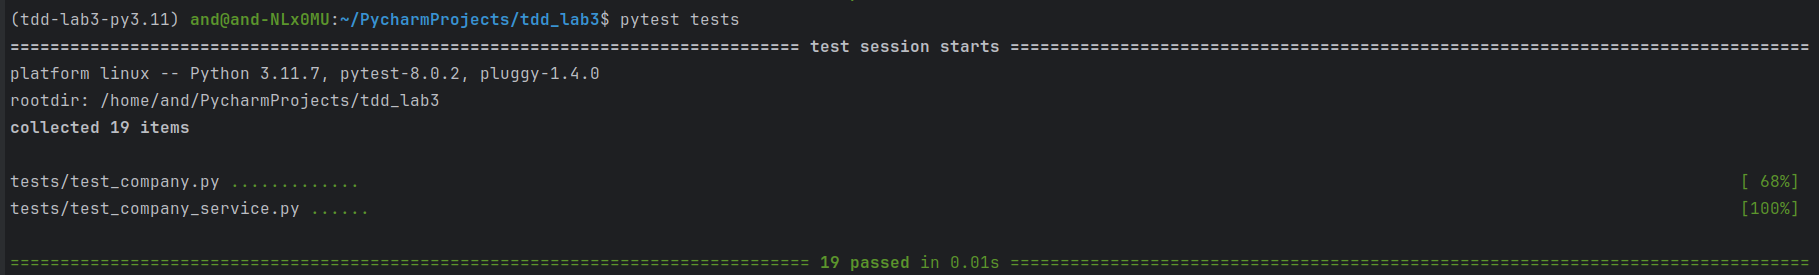 (tdd-lab3-py3.11) and@and-NLx0MU:~/PycharmProjects/tdd_lab3$ pytest tests
=============================================================================== test session starts ================================================================================
platform linux -- Python 3.11.7, pytest-8.0.2, pluggy-1.4.0
rootdir: /home/and/PycharmProjects/tdd_lab3
collected 19 items
tests/test_company.py ............. [ 68%]
tests/test_company_service.py ...... [100%]
================================================================================ 19 passed in 0.01s ================================================================================